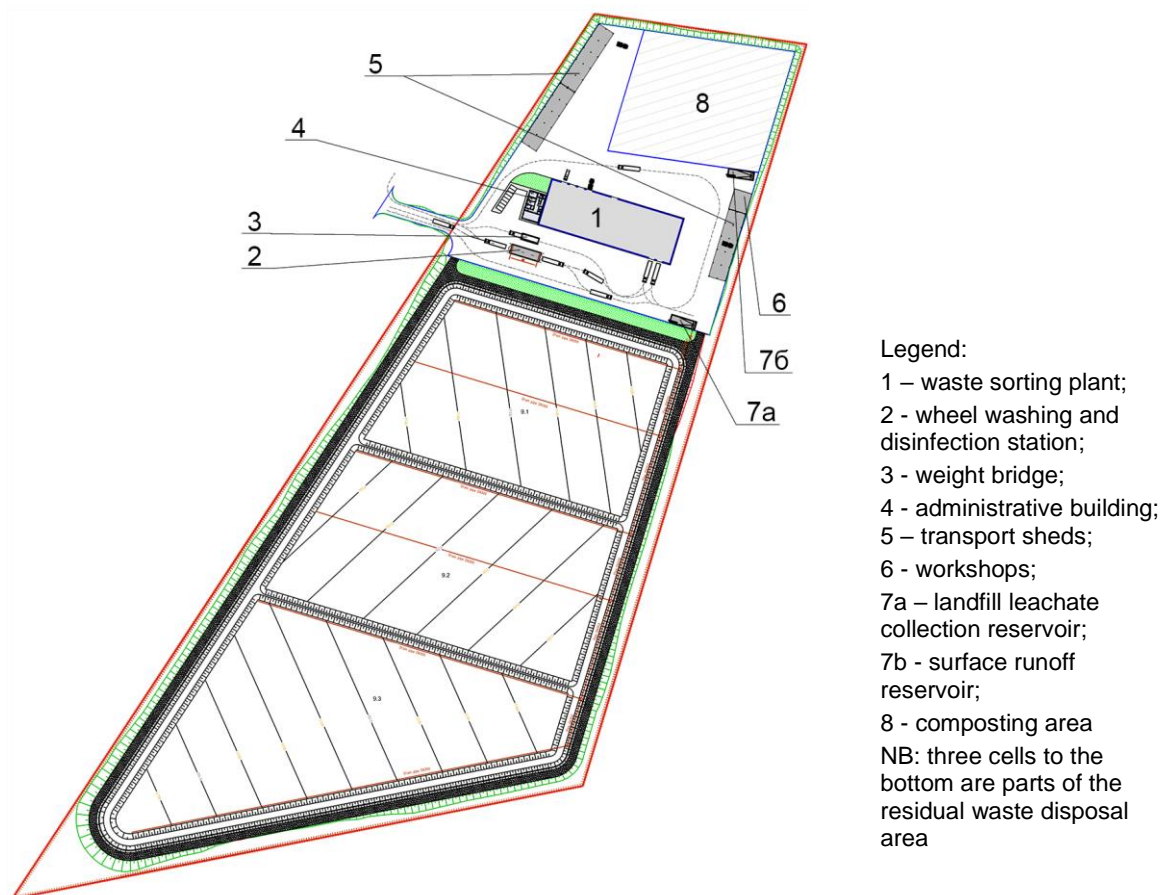 5
8
4
1
3
2
6
7б
7а
9.1
9.2
9.3
Legend:
1 – waste sorting plant;
2 - wheel washing and
disinfection station;
3 - weight bridge;
4 - administrative building;
5 – transport sheds;
6 - workshops;
7a – landfill leachate
collection reservoir;
7b - surface runoff
reservoir;
8 - composting area
NB: three cells to the
bottom are parts of the
residual waste disposal
area